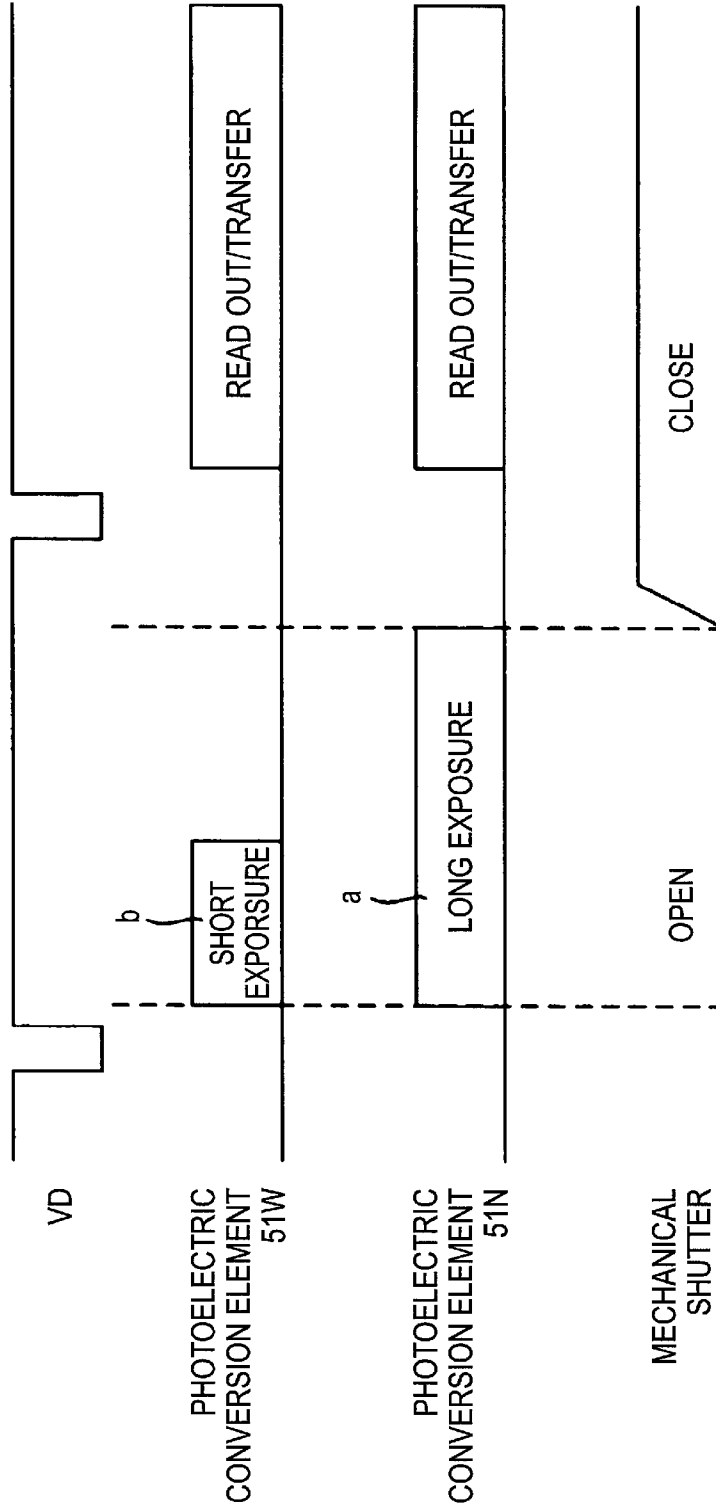 VD
PHOTOELECTRIC
CONVERSION ELEMENT
51W
b
SHORT
EXPORSURE
READ OUT/TRANSFER
PHOTOELECTRIC
CONVERSION ELEMENT
51N
a
LONG EXPOSURE
READ OUT/TRANSFER
MECHANICAL
SHUTTER
OPEN
CLOSE